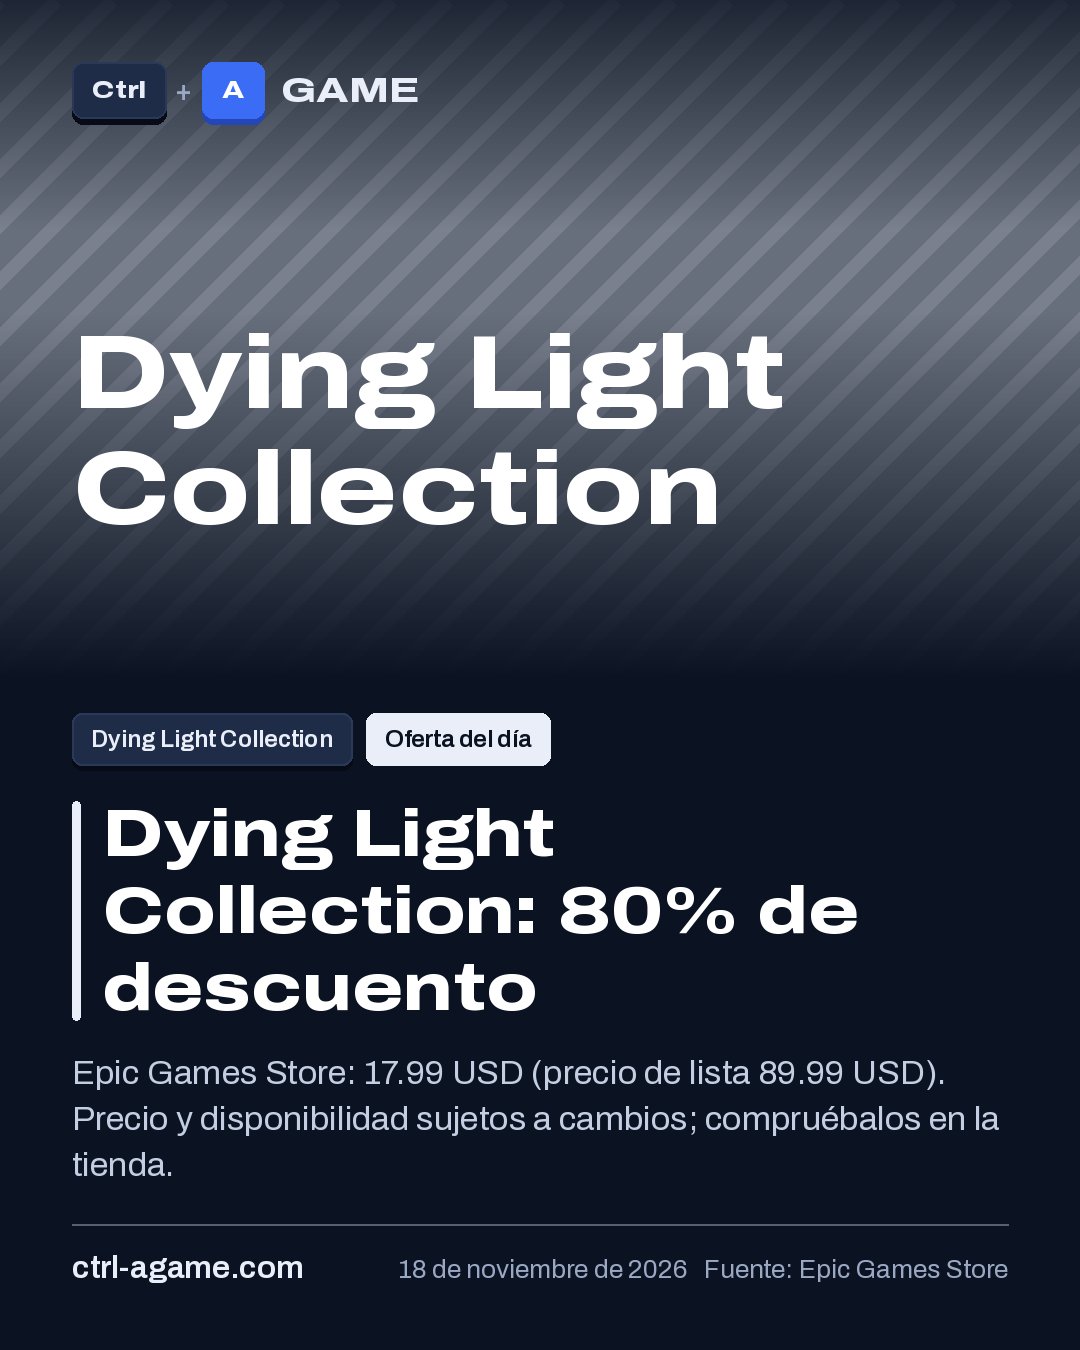 Ctrl + A GAME
Dying Light
Collection
Dying Light Collection
Oferta del día
Dying Light
Collection: 80% de
descuento
Epic Games Store: 17.99 USD (precio de lista 89.99 USD).
Precio y disponibilidad sujetos a cambios; compruébalos en la
tienda.
ctrl-agame.com
18 de noviembre de 2026 Fuente: Epic Games Store